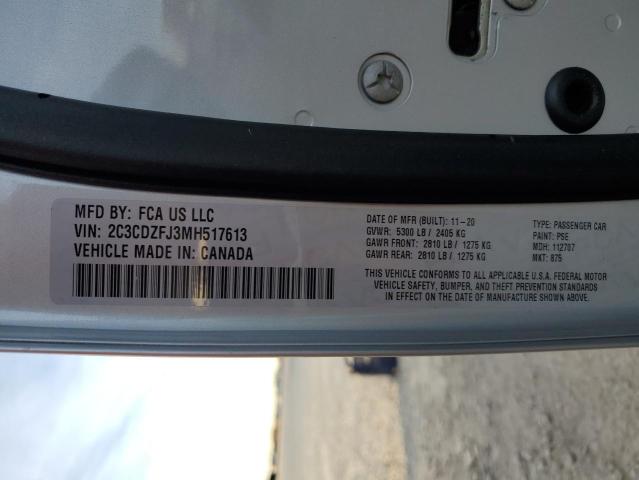 MFD BY: FCA US LLC
VIN: 2C3CDZFJ3MH517613
VEHICLE MADE IN: CANADA
DATE OF MFR (BUILT): 11-20
GVWR: 5300 LB / 2405 KG
GAWR FRONT: 2810 LB / 1275 KG
GAWR REAR: 2810 LB / 1275 KG
TYPE: PASSENGER CAR
PAINT: PSE
MDH: 112707
MKT: 875
THIS VEHICLE CONFORMS TO ALL APPLICABLE U.S.A. FEDERAL MOTOR
VEHICLE SAFETY, BUMPER, AND THEFT PREVENTION STANDARDS
IN EFFECT ON THE DATE OF MANUFACTURE SHOWN ABOVE.